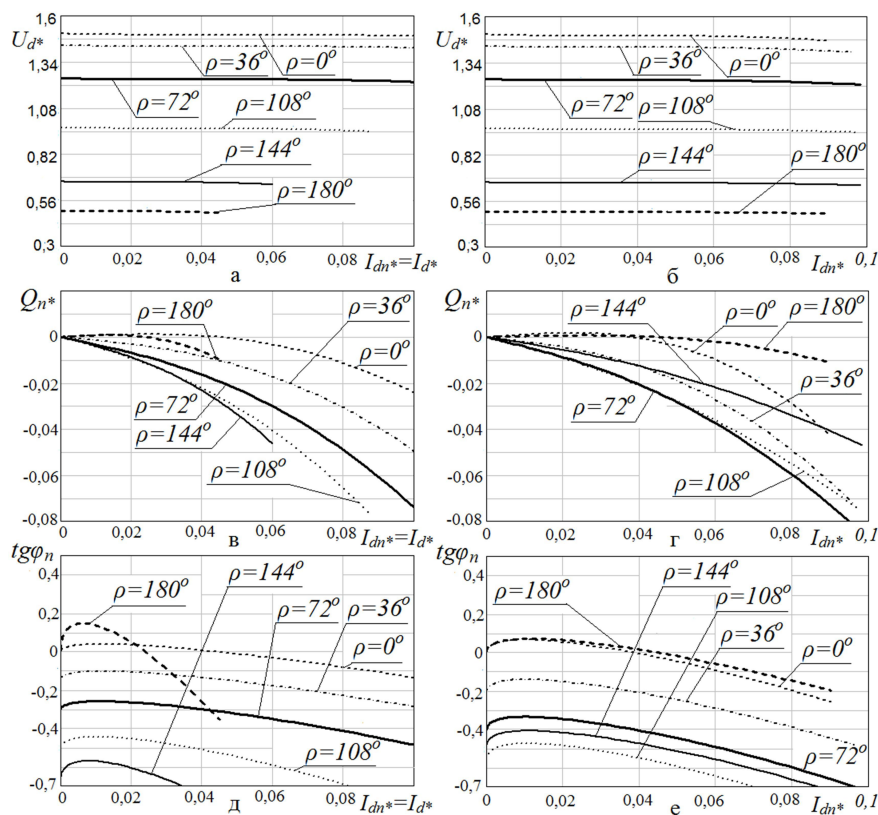 1,6
U_d*
1,34
1,08
0,82
0,56
0,3
ρ=36°
ρ=0°
ρ=72°
ρ=108°
ρ=144°
ρ=180°
0
0,02
0,04
0,06
0,08
I_dn*=I_d*
а
1,6
U_d*
1,34
1,08
0,82
0,56
0,3
ρ=36°
ρ=0°
ρ=72°
ρ=108°
ρ=144°
ρ=180°
0
0,02
0,04
0,06
0,08
0,1
I_dn*
б
Q_n*
0
-0,02
-0,04
-0,06
-0,08
ρ=180°
ρ=36°
ρ=0°
ρ=72°
ρ=144°
ρ=108°
0
0,02
0,04
0,06
0,08
I_dn*=I_d*
в
Q_n*
0
-0,02
-0,04
-0,06
-0,08
ρ=144°
ρ=0°
ρ=180°
ρ=36°
ρ=72°
ρ=108°
0
0,02
0,04
0,06
0,08
0,1
I_dn*
г
tgφ_n
0,4
0,2
0
-0,2
-0,4
-0,7
ρ=180°
ρ=144°
ρ=72°
ρ=36°
ρ=0°
ρ=108°
0
0,02
0,04
0,06
0,08
I_dn*=I_d*
д
tgφ_n
0,4
0,2
0
-0,2
-0,4
-0,7
ρ=180°
ρ=144°
ρ=108°
ρ=36°
ρ=0°
ρ=72°
0
0,02
0,04
0,06
0,08
0,1
I_dn*
е